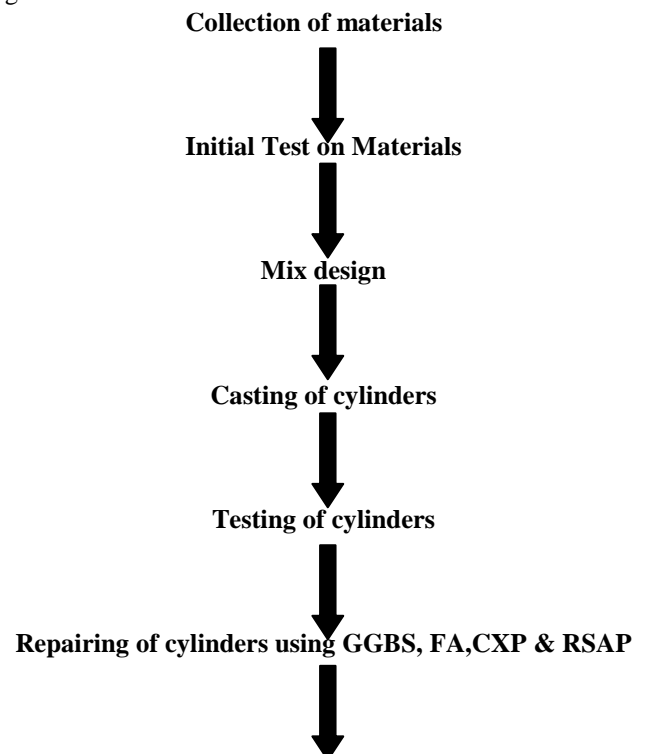 Collection of materials
Initial Test on Materials
Mix design
Casting of cylinders
Testing of cylinders
Repairing of cylinders using GGBS, FA,CXP & RSAP